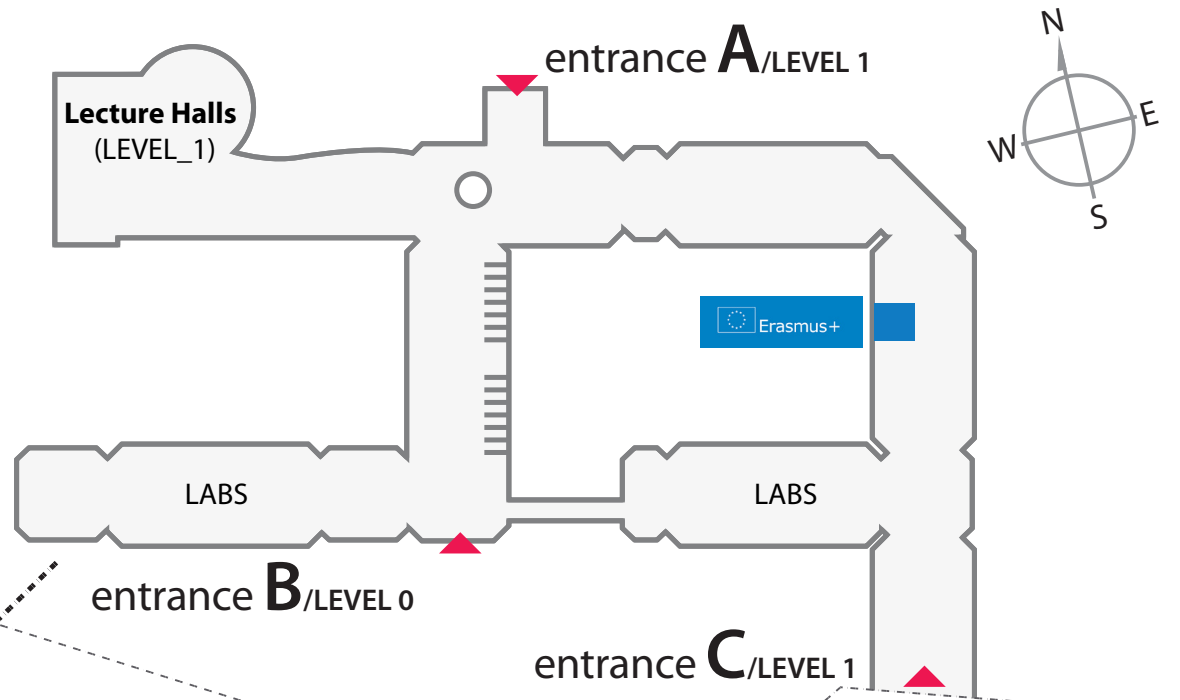 entrance A/LEVEL 1
N
E
W
S
Lecture Halls
(LEVEL_1)
Erasmus+
LABS
LABS
entrance B/LEVEL 0
entrance C/LEVEL 1